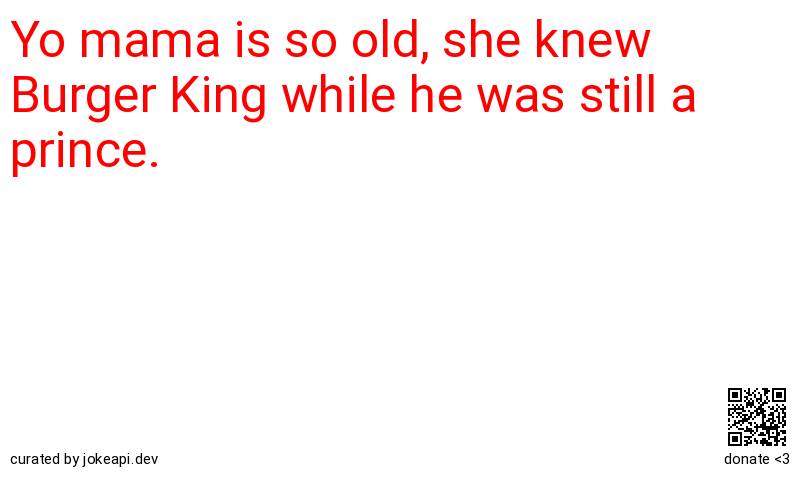 Yo mama is so old, she knew
Burger King while he was still a
prince.
curated by jokeapi.dev
donate <3